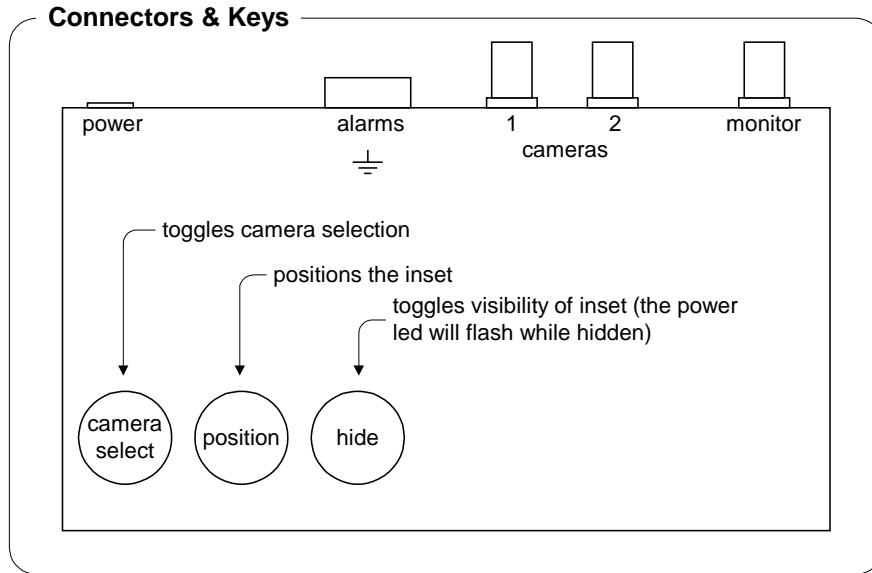 Connectors & Keys
power
alarms
1
2
monitor
cameras
toggles camera selection
positions the inset
toggles visibility of inset (the power
led will flash while hidden)
camera
select
position
hide